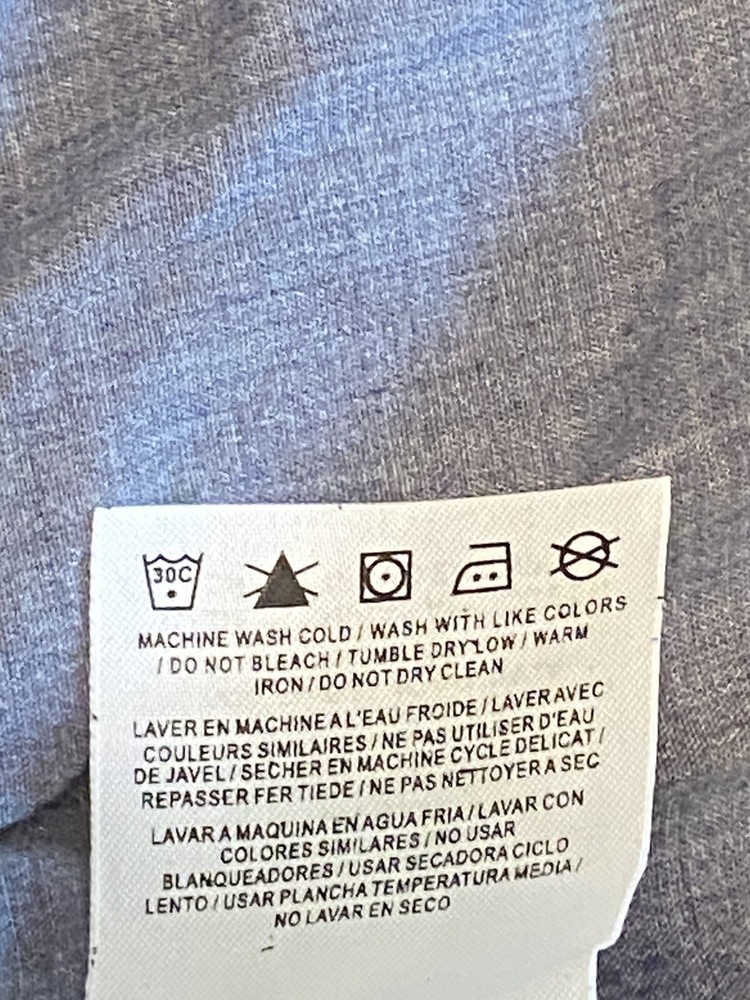 30C
MACHINE WASH COLD / WASH WITH LIKE COLORS
/ DO NOT BLEACH / TUMBLE DRY LOW / WARM
IRON / DO NOT DRY CLEAN
LAVER EN MACHINE A L'EAU FROIDE / LAVER AVEC
COULEURS SIMILAIRES / NE PAS UTILISER D'EAU
DE JAVEL / SECHER EN MACHINE CYCLE DELICAT /
REPASSER FER TIEDE / NE PAS NETTOYER A SEC
LAVAR A MAQUINA EN AGUA FRIA / LAVAR CON
COLORES SIMILARES / NO USAR
BLANQUEADORES / USAR SECADORA CICLO
LENTO / USAR PLANCHA TEMPERATURA MEDIA /
NO LAVAR EN SECO